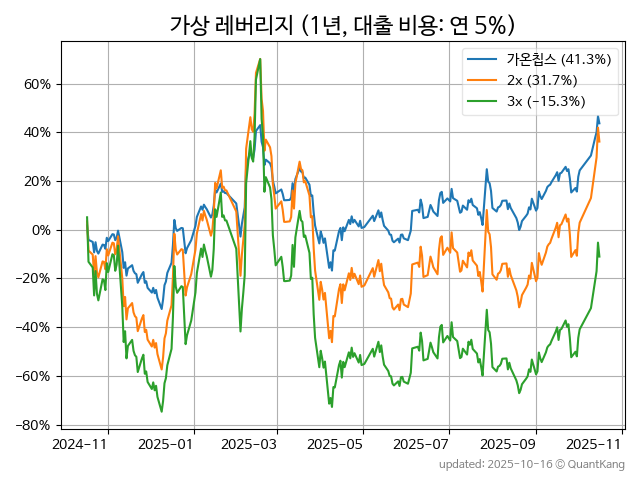 가상 레버리지 (1년, 대출 비용: 연 5%)
가온칩스 (41.3%)
2x (31.7%)
3x (−15.3%)
60%
40%
20%
0%
−20%
−40%
−60%
−80%
2024-11 2025-01 2025-03 2025-05 2025-07 2025-09 2025-11
updated: 2025-10-16 © QuantKang